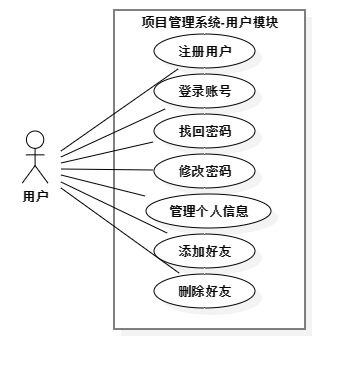 项目管理系统-用户模块
注册用户
登录账号
找回密码
修改密码
用户
管理个人信息
添加好友
删除好友